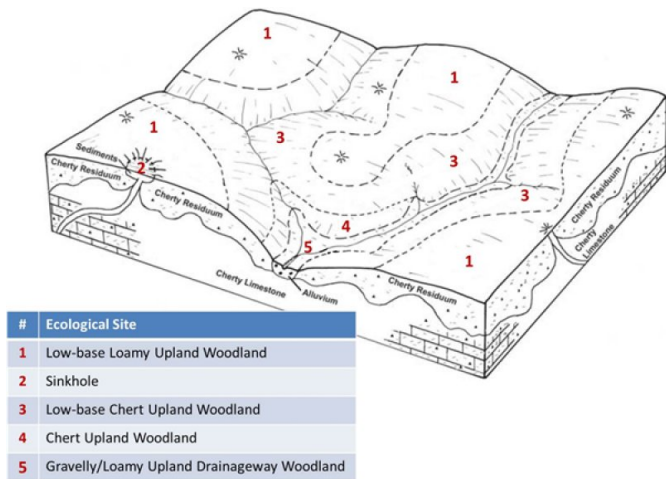 1
1
1
3
Sediments
2
Cherty Residuum
Cherty Residuum
3
3
Cherty Residuum
Cherty Limestone
4
5
1
Cherty Limestone
Alluvium
Cherty Residuum
# Ecological Site
1 Low-base Loamy Upland Woodland
2 Sinkhole
3 Low-base Chert Upland Woodland
4 Chert Upland Woodland
5 Gravelly/Loamy Upland Drainageway Woodland